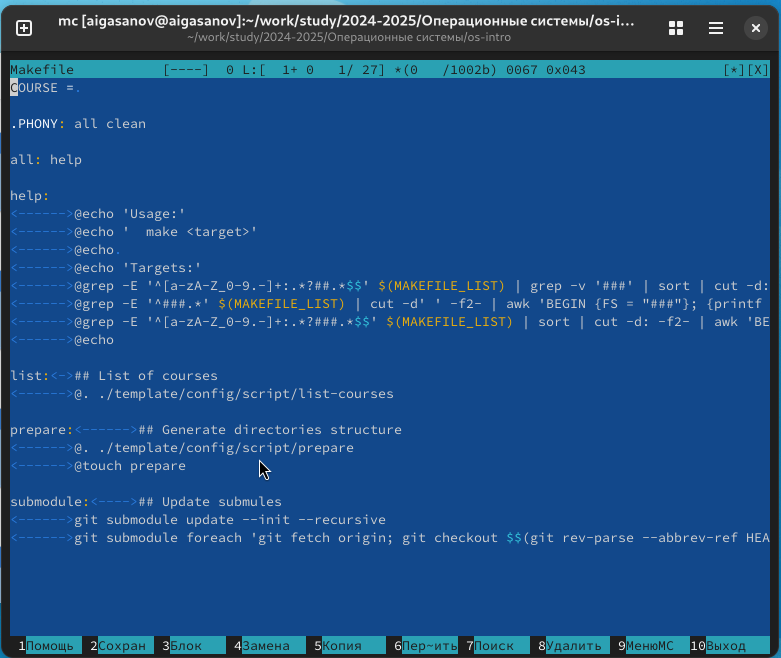 mc [aigasanov@aigasanov]:~/work/study/2024-2025/Операционные системы/os-i...
~/work/study/2024-2025/Операционные системы/os-intro
Makefile [----] 0 L:[ 1+ 0 1/ 27] *(0 /1002b) 0067 0x043 [*][X]
COURSE =.
.PHONY: all clean
all: help
help:
<------>@echo 'Usage:'
<------>@echo '  make <target>'
<------>@echo.
<------>@echo 'Targets:'
<------>@grep -E '^[a-zA-Z_0-9.-]+:.*?##.*$$' $(MAKEFILE_LIST) | grep -v '###' | sort | cut -d:
<------>@grep -E '^###.*' $(MAKEFILE_LIST) | cut -d' ' -f2- | awk 'BEGIN {FS = "###"}; {printf
<------>@grep -E '^[a-zA-Z_0-9.-]+:.*?###.*$$' $(MAKEFILE_LIST) | sort | cut -d: -f2- | awk 'BE
<------>@echo
list:<->## List of courses
<------>@. ./template/config/script/list-courses
prepare:<------>## Generate directories structure
<------>@. ./template/config/script/prepare
<------>@touch prepare
submodule:<---->## Update submules
<------>git submodule update --init --recursive
<------>git submodule foreach 'git fetch origin; git checkout $$(git rev-parse --abbrev-ref HEA
1Помощь 2Сохран 3Блок 4Замена 5Копия 6Пер~ить 7Поиск 8Удалить 9МенюМС 10Выход